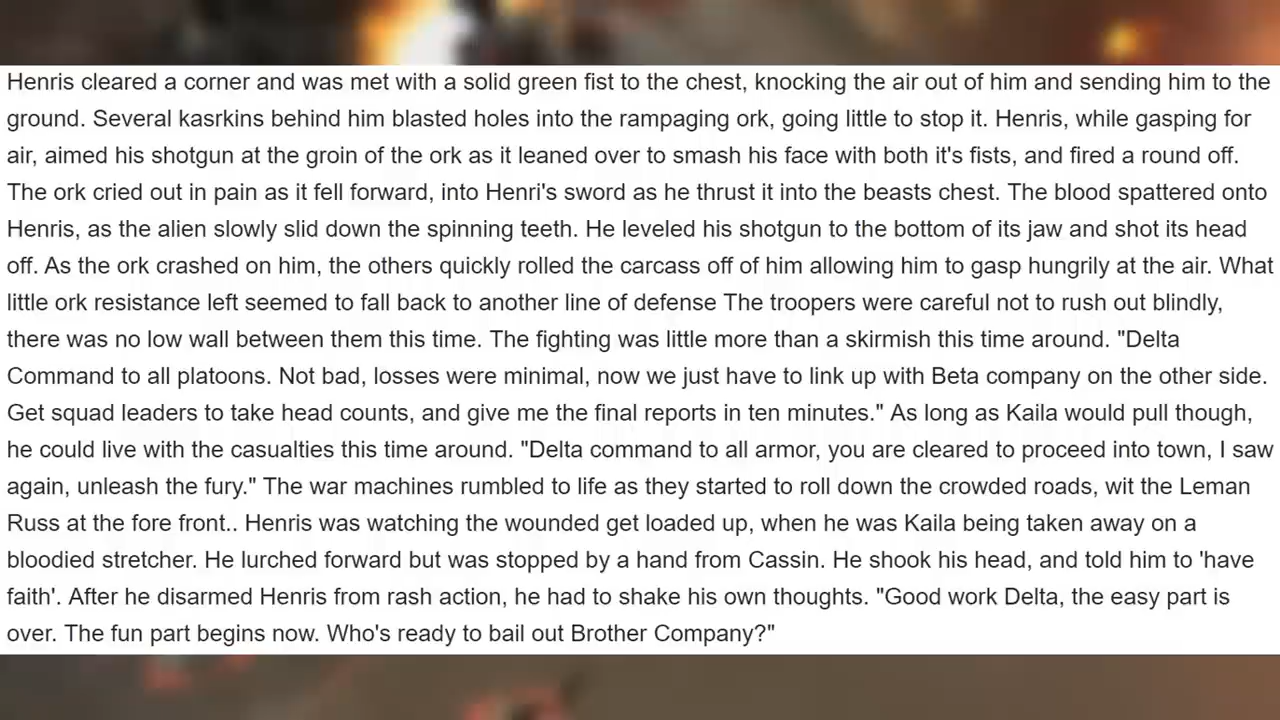 Henris cleared a corner and was met with a solid green fist to the chest, knocking the air out of him and sending him to the
ground. Several kasrkins behind him blasted holes into the rampaging ork, going little to stop it. Henris, while gasping for
air, aimed his shotgun at the groin of the ork as it leaned over to smash his face with both it's fists, and fired a round off.
The ork cried out in pain as it fell forward, into Henri's sword as he thrust it into the beasts chest. The blood spattered onto
Henris, as the alien slowly slid down the spinning teeth. He leveled his shotgun to the bottom of its jaw and shot its head
off. As the ork crashed on him, the others quickly rolled the carcass off of him allowing him to gasp hungrily at the air. What
little ork resistance left seemed to fall back to another line of defense The troopers were careful not to rush out blindly,
there was no low wall between them this time. The fighting was little more than a skirmish this time around. "Delta
Command to all platoons. Not bad, losses were minimal, now we just have to link up with Beta company on the other side.
Get squad leaders to take head counts, and give me the final reports in ten minutes." As long as Kaila would pull though,
he could live with the casualties this time around. "Delta command to all armor, you are cleared to proceed into town, I saw
again, unleash the fury." The war machines rumbled to life as they started to roll down the crowded roads, wit the Leman
Russ at the fore front.. Henris was watching the wounded get loaded up, when he was Kaila being taken away on a
bloodied stretcher. He lurched forward but was stopped by a hand from Cassin. He shook his head, and told him to 'have
faith'. After he disarmed Henris from rash action, he had to shake his own thoughts. "Good work Delta, the easy part is
over. The fun part begins now. Who's ready to bail out Brother Company?"